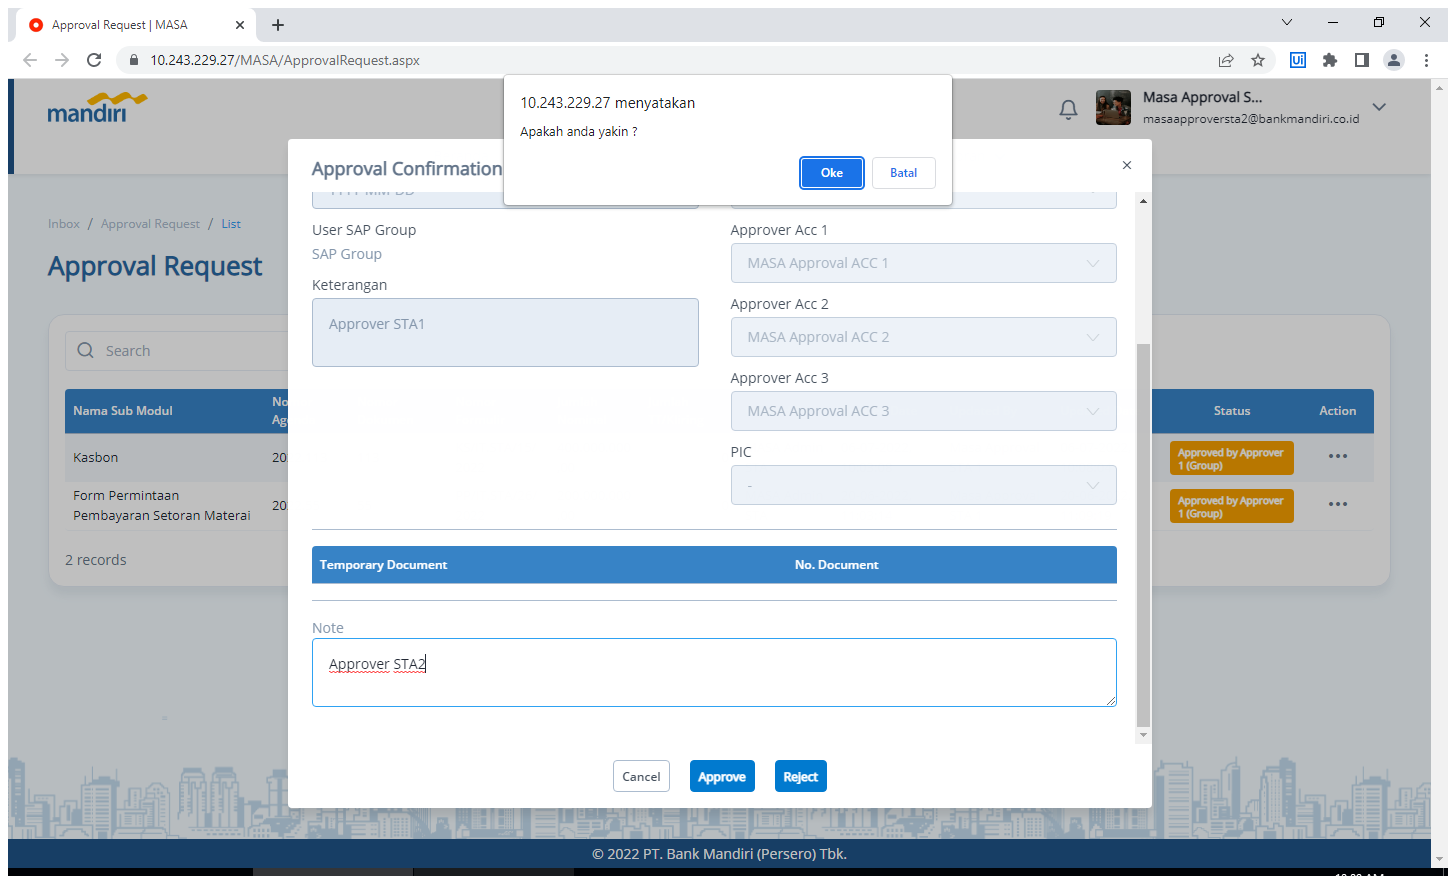 Approval Request | MASA
10.243.229.27/MASA/ApprovalRequest.aspx
Ui
10.243.229.27 menyatakan
Apakah anda yakin ?
Oke
Batal
mandiri
Masa Approval S...
masaapproversta2@bankmandiri.co.id
Inbox / Approval Request / List
Approval Request
Search
Nama Sub Modul
No
Age
Status
Action
Kasbon
20
Approved by Approver
1 (Group)
Form Permintaan
Pembayaran Setoran Materai
20
Approved by Approver
1 (Group)
2 records
Approval Confirmation
User SAP Group
SAP Group
Keterangan
Approver STA1
Approver Acc 1
MASA Approval ACC 1
Approver Acc 2
MASA Approval ACC 2
Approver Acc 3
MASA Approval ACC 3
PIC
-
Temporary Document
No. Document
Note
Approver STA2
Cancel
Approve
Reject
© 2022 PT. Bank Mandiri (Persero) Tbk.